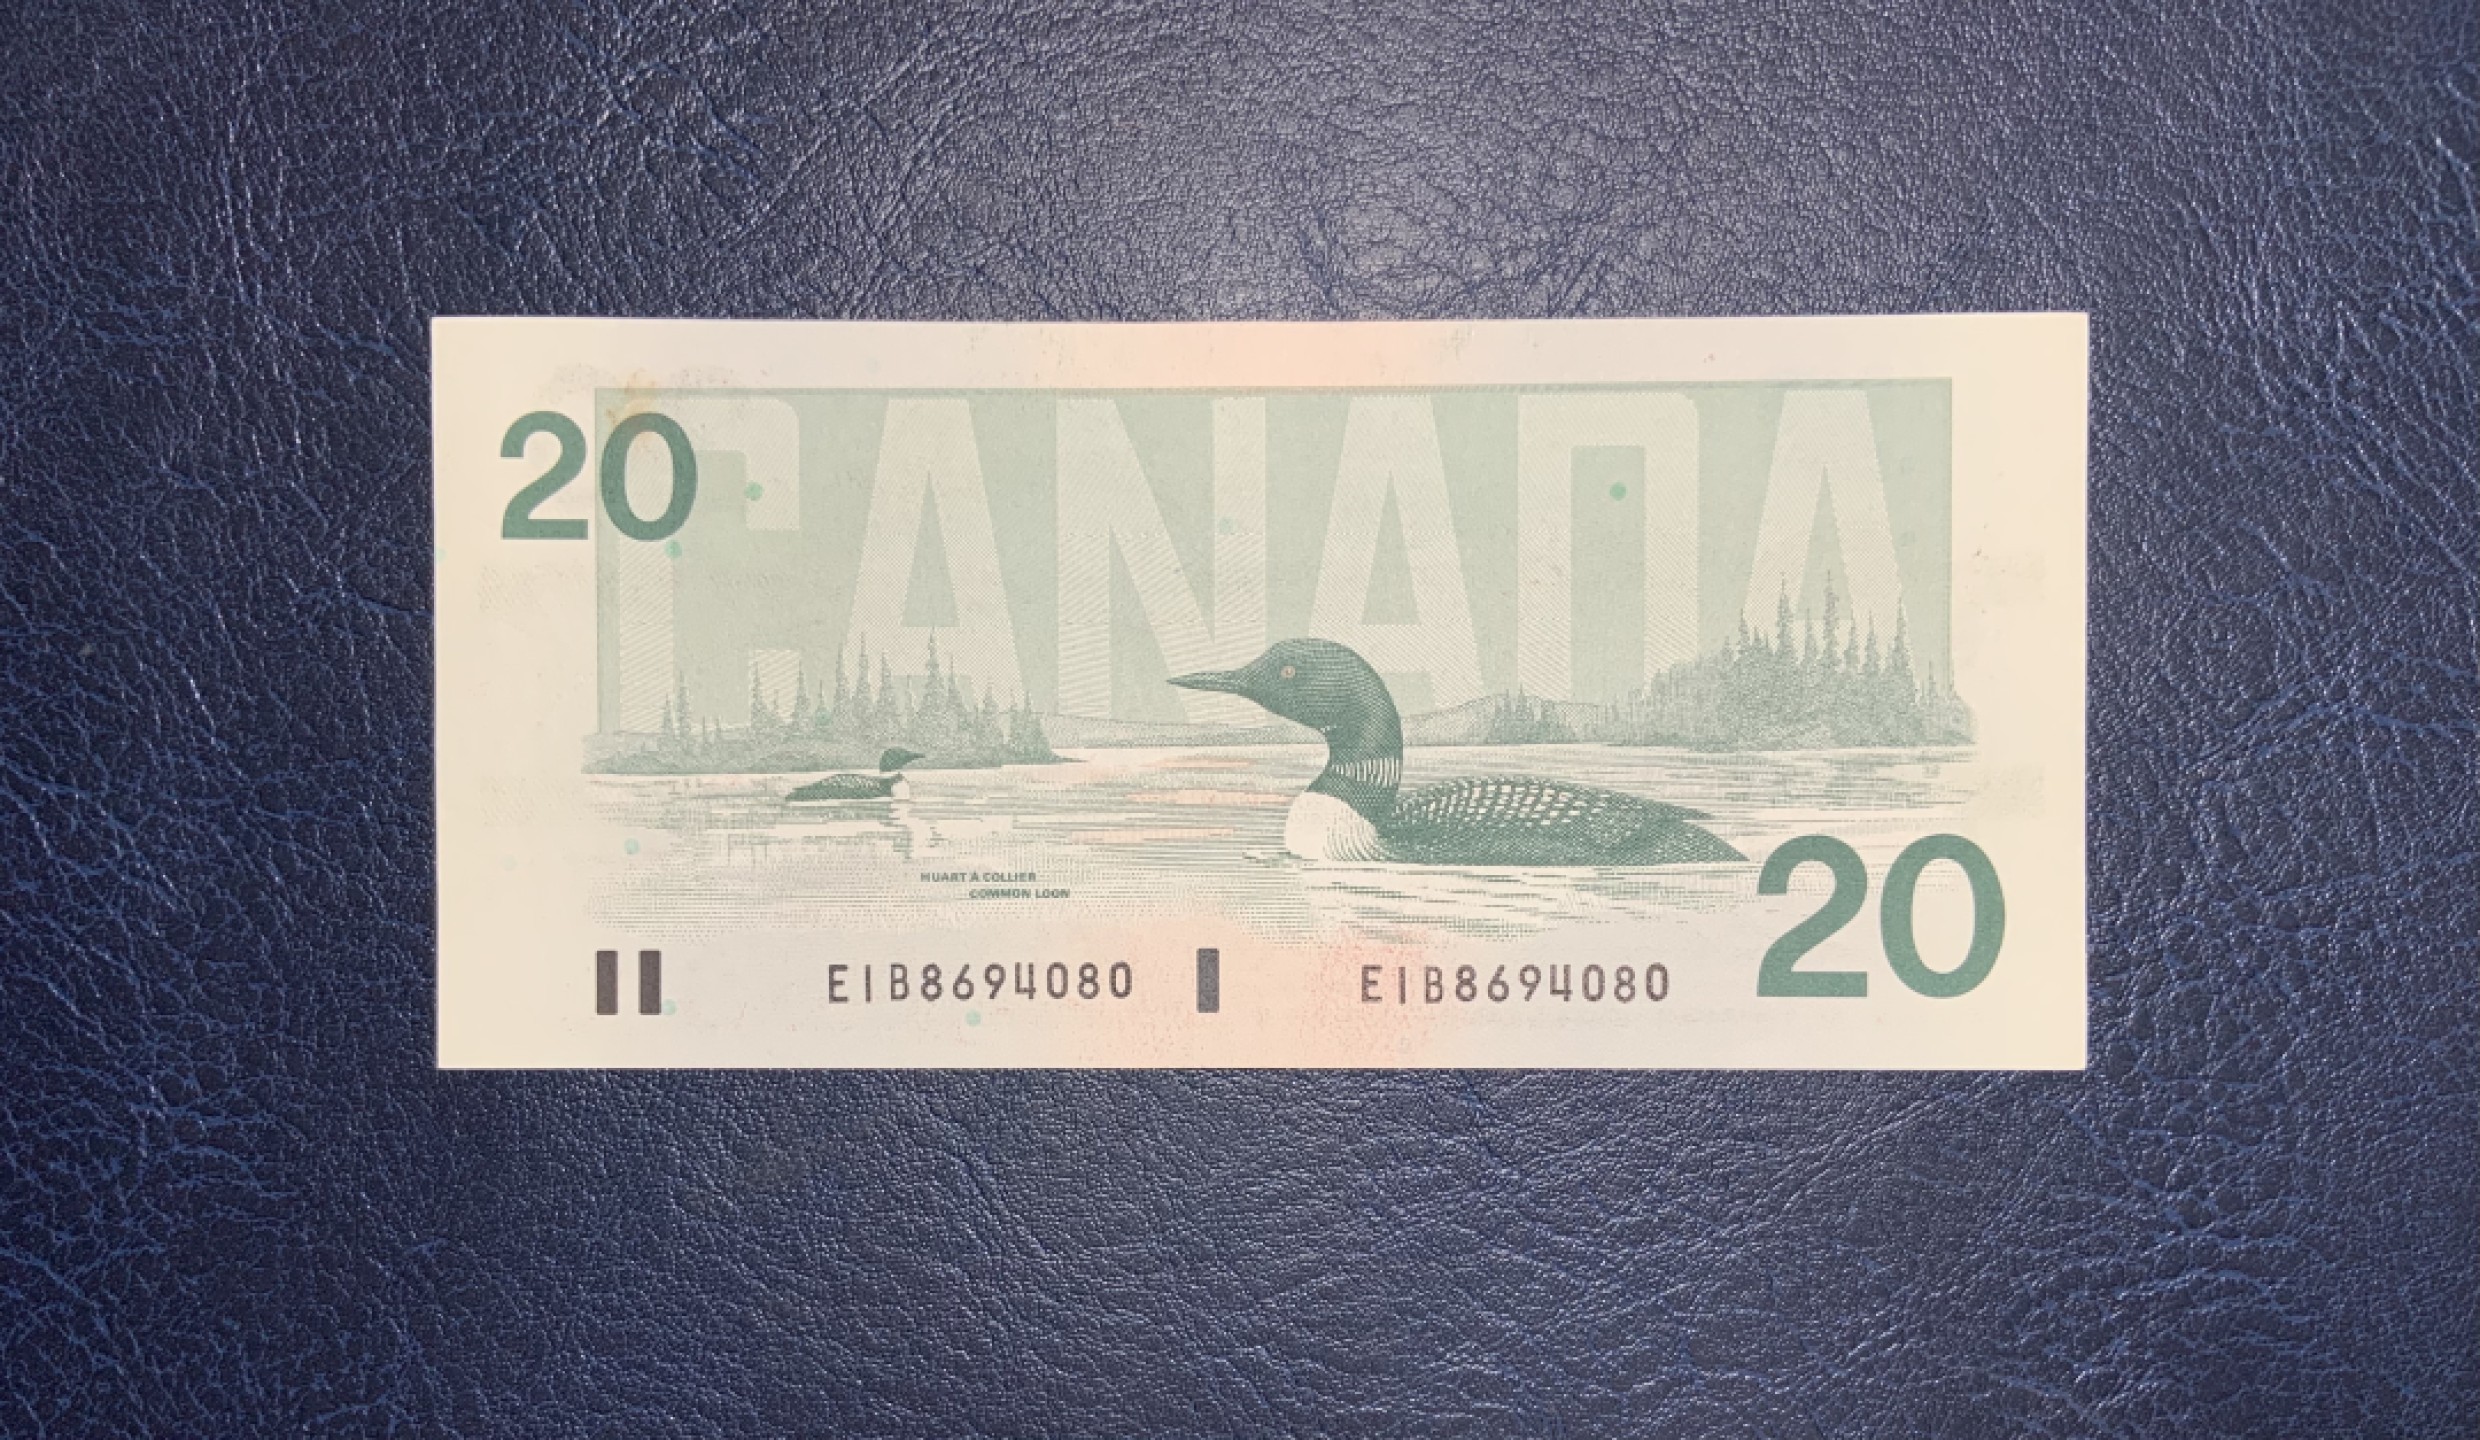 20
CANADA
HUART À COLLIER
COMMON LOON
EIB8694080 EIB8694080
20